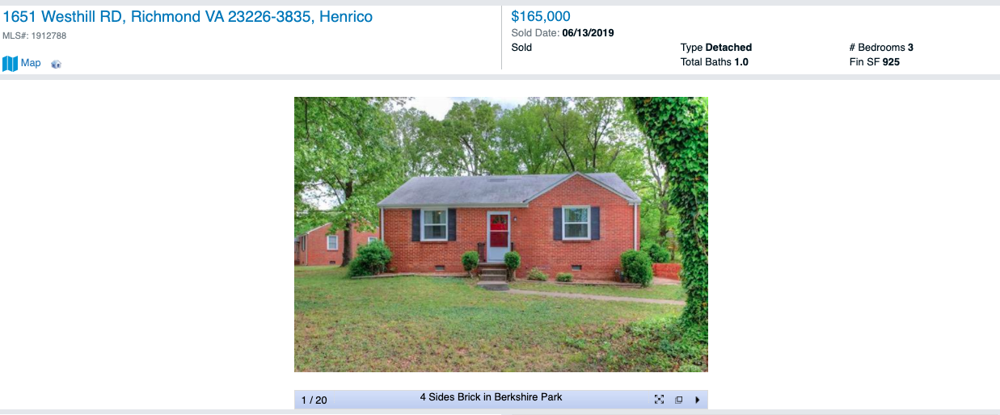 1651 Westhill RD, Richmond VA 23226-3835, Henrico
MLS#: 1912788
Map
$165,000
Sold Date: 06/13/2019
Sold
Type Detached
# Bedrooms 3
Total Baths 1.0
Fin SF 925
1 / 20
4 Sides Brick in Berkshire Park